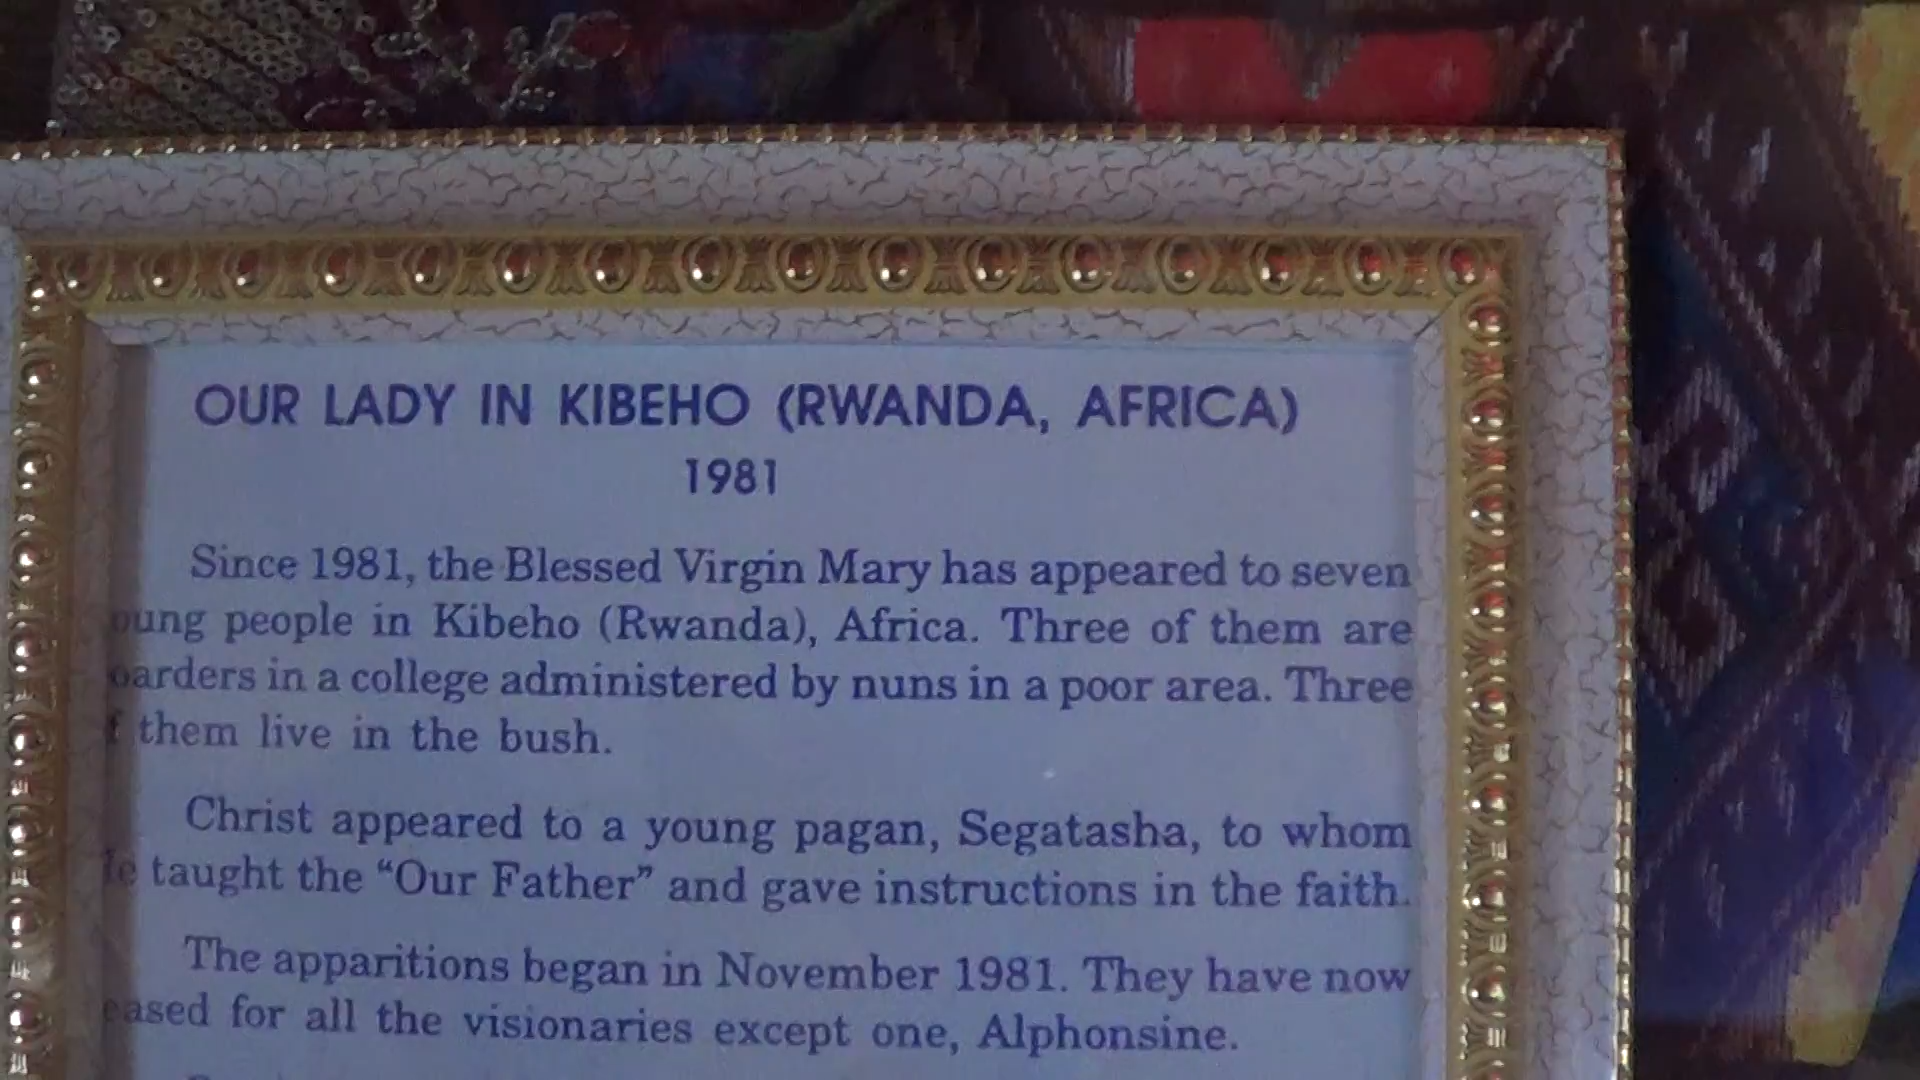 OUR LADY IN KIBEHO (RWANDA, AFRICA)
1981
Since 1981, the Blessed Virgin Mary has appeared to seven
oung people in Kibeho (Rwanda), Africa. Three of them are
oarders in a college administered by nuns in a poor area. Three
f them live in the bush.
Christ appeared to a young pagan, Segatasha, to whom
e taught the “Our Father” and gave instructions in the faith.
The apparitions began in November 1981. They have now
eased for all the visionaries except one, Alphonsine.